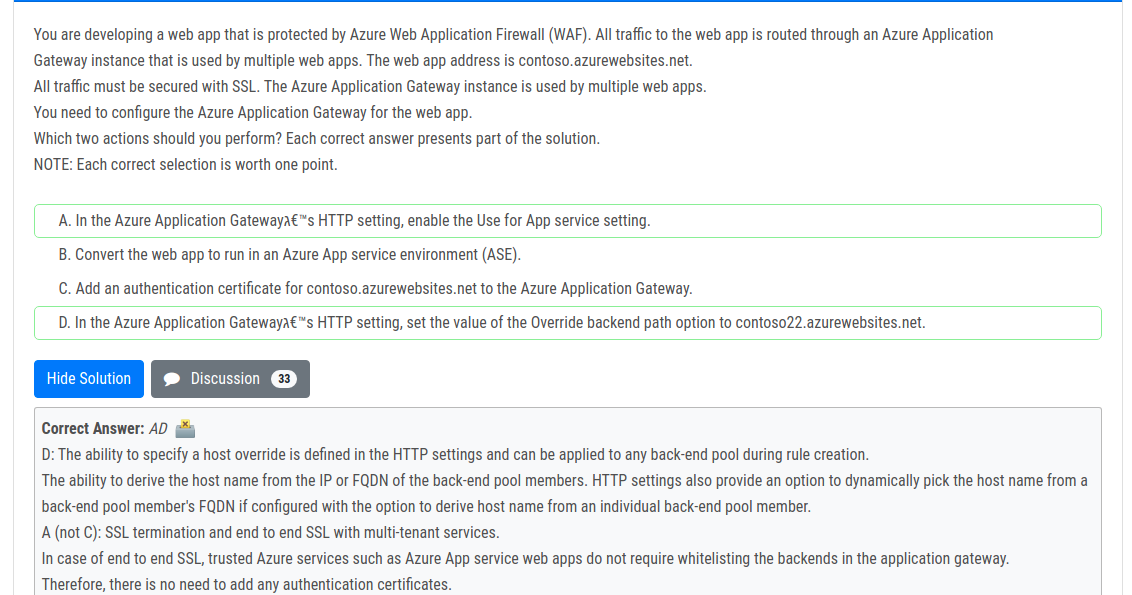 You are developing a web app that is protected by Azure Web Application Firewall (WAF). All traffic to the web app is routed through an Azure Application
Gateway instance that is used by multiple web apps. The web app address is contoso.azurewebsites.net.
All traffic must be secured with SSL. The Azure Application Gateway instance is used by multiple web apps.
You need to configure the Azure Application Gateway for the web app.
Which two actions should you perform? Each correct answer presents part of the solution.
NOTE: Each correct selection is worth one point.
A. In the Azure Application Gatewayλ€™s HTTP setting, enable the Use for App service setting.
B. Convert the web app to run in an Azure App service environment (ASE).
C. Add an authentication certificate for contoso.azurewebsites.net to the Azure Application Gateway.
D. In the Azure Application Gatewayλ€™s HTTP setting, set the value of the Override backend path option to contoso22.azurewebsites.net.
Hide Solution Discussion 33
Correct Answer: AD
D: The ability to specify a host override is defined in the HTTP settings and can be applied to any back-end pool during rule creation.
The ability to derive the host name from the IP or FQDN of the back-end pool members. HTTP settings also provide an option to dynamically pick the host name from a
back-end pool member's FQDN if configured with the option to derive host name from an individual back-end pool member.
A (not C): SSL termination and end to end SSL with multi-tenant services.
In case of end to end SSL, trusted Azure services such as Azure App service web apps do not require whitelisting the backends in the application gateway.
Therefore, there is no need to add any authentication certificates.